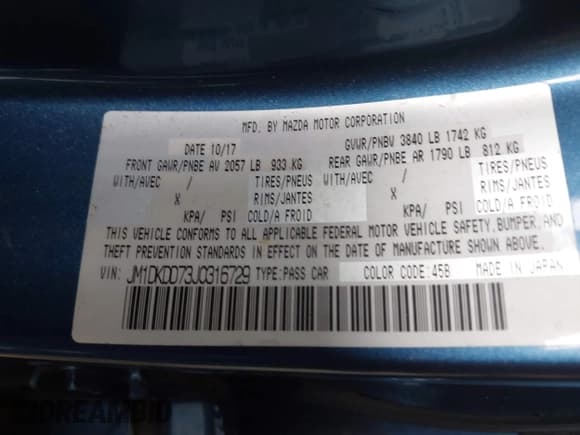 MFD. BY MAZDA MOTOR CORPORATION
DATE 10/17 GVWR/PNBV 3840 LB 1742 KG
FRONT GAWR/PNBE AV 2057 LB 933 KG REAR GAWR/PNBE AR 1790 LB 812 KG
WITH/AVEC / TIRES/PNEUS WITH/AVEC / TIRES/PNEUS
X RIMS/JANTES X RIMS/JANTES
KPA/ PSI COLD/A FROID KPA/ PSI COLD/A FROID
THIS VEHICLE CONFORMS TO ALL APPLICABLE FEDERAL MOTOR VEHICLE SAFETY, BUMPER, AND
THEFT PREVENTION STANDARDS IN EFFECT ON THE DATE OF MANUFACTURE SHOWN ABOVE.
VIN: JM1DKDD73J0316729 TYPE:PASS CAR COLOR CODE:45B MADE IN JAPAN
DREAMBID